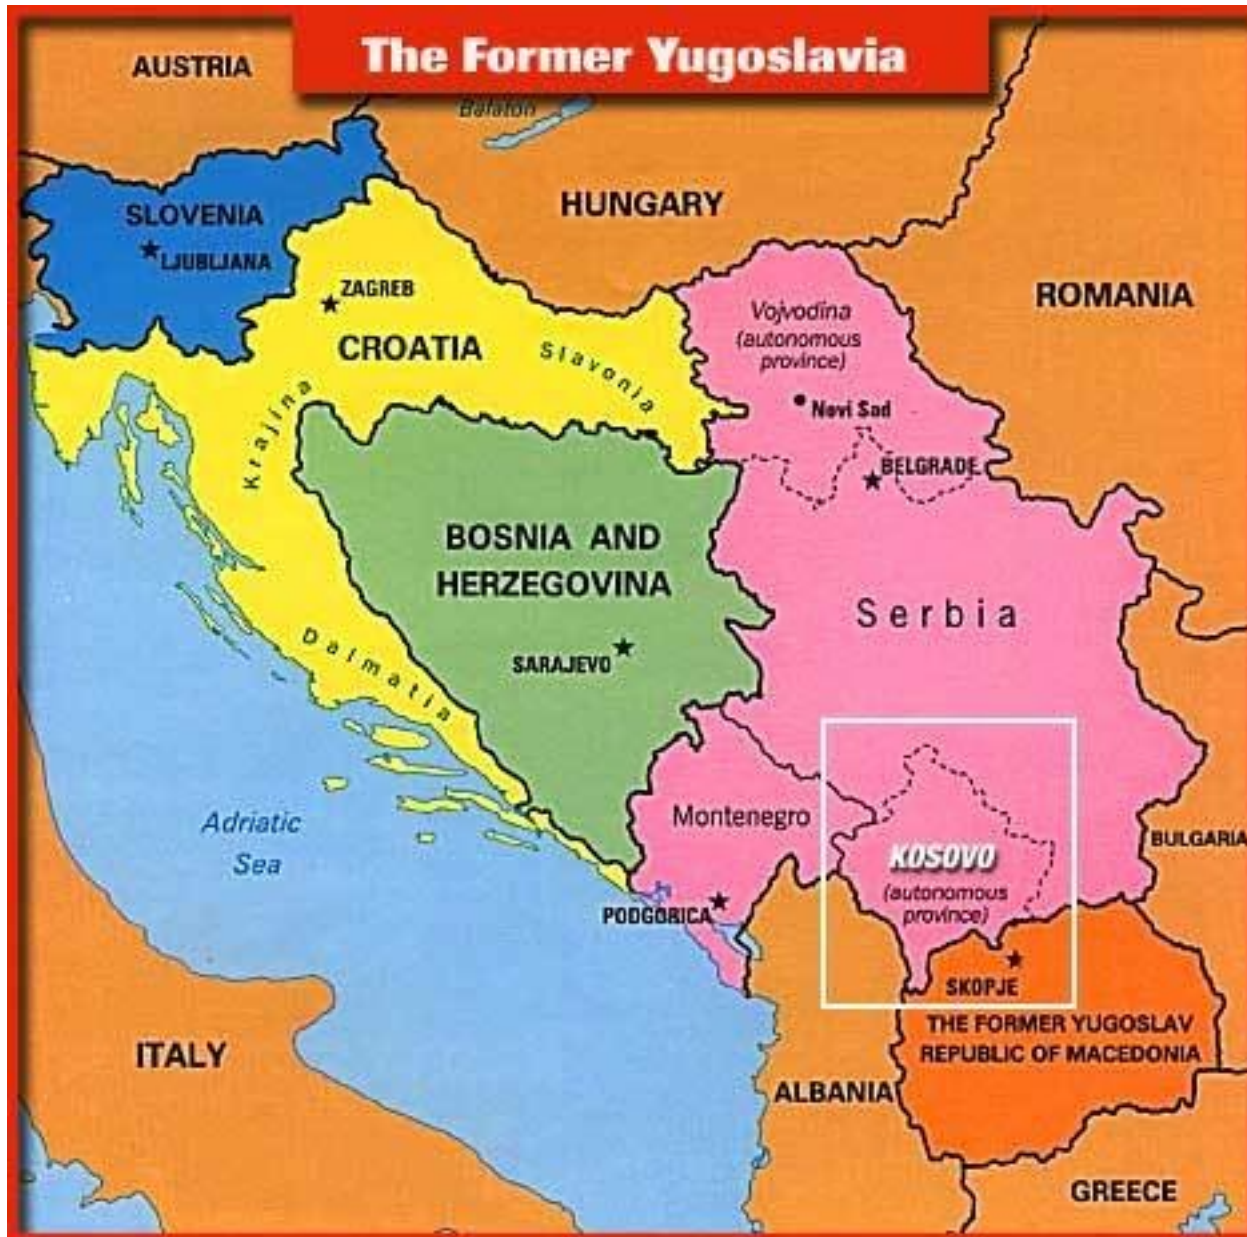 The Former Yugoslavia
AUSTRIA
Balaton
HUNGARY
SLOVENIA
LJUBLJANA
ZAGREB
CROATIA
Slavonia
Krajina
Vojvodina
(autonomous
province)
Novi Sad
BELGRADE
ROMANIA
BOSNIA AND
HERZEGOVINA
SARAJEVO
Serbia
Dalmatia
Adriatic
Sea
Montenegro
KOSOVO
(autonomous
province)
BULGARIA
PODGORICA
SKOPJE
THE FORMER YUGOSLAV
REPUBLIC OF MACEDONIA
ITALY
ALBANIA
GREECE